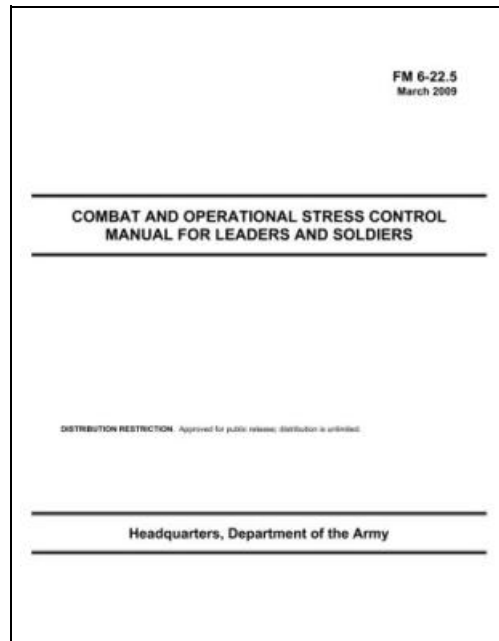 FM 6-22.5
March 2009
COMBAT AND OPERATIONAL STRESS CONTROL
MANUAL FOR LEADERS AND SOLDIERS
DISTRIBUTION RESTRICTION. Approved for public release; distribution is unlimited.
Headquarters, Department of the Army